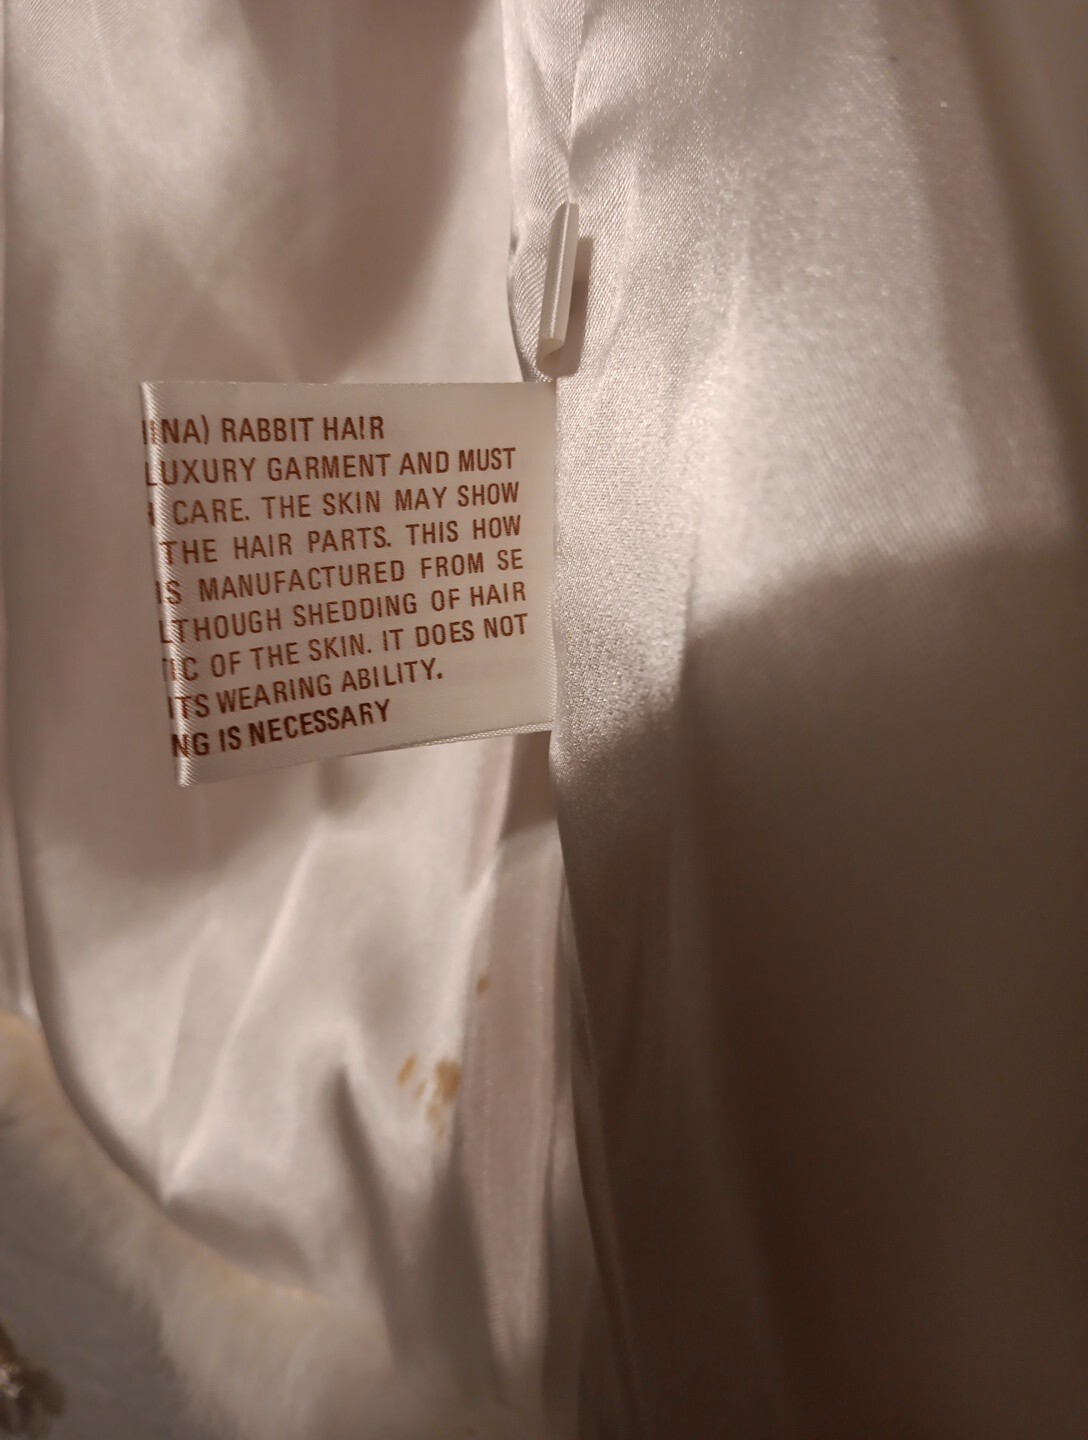 INA) RABBIT HAIR
LUXURY GARMENT AND MUST
CARE. THE SKIN MAY SHOW
THE HAIR PARTS. THIS HOW
IS MANUFACTURED FROM SE
LTHOUGH SHEDDING OF HAIR
IC OF THE SKIN. IT DOES NOT
ITS WEARING ABILITY.
NG IS NECESSARY